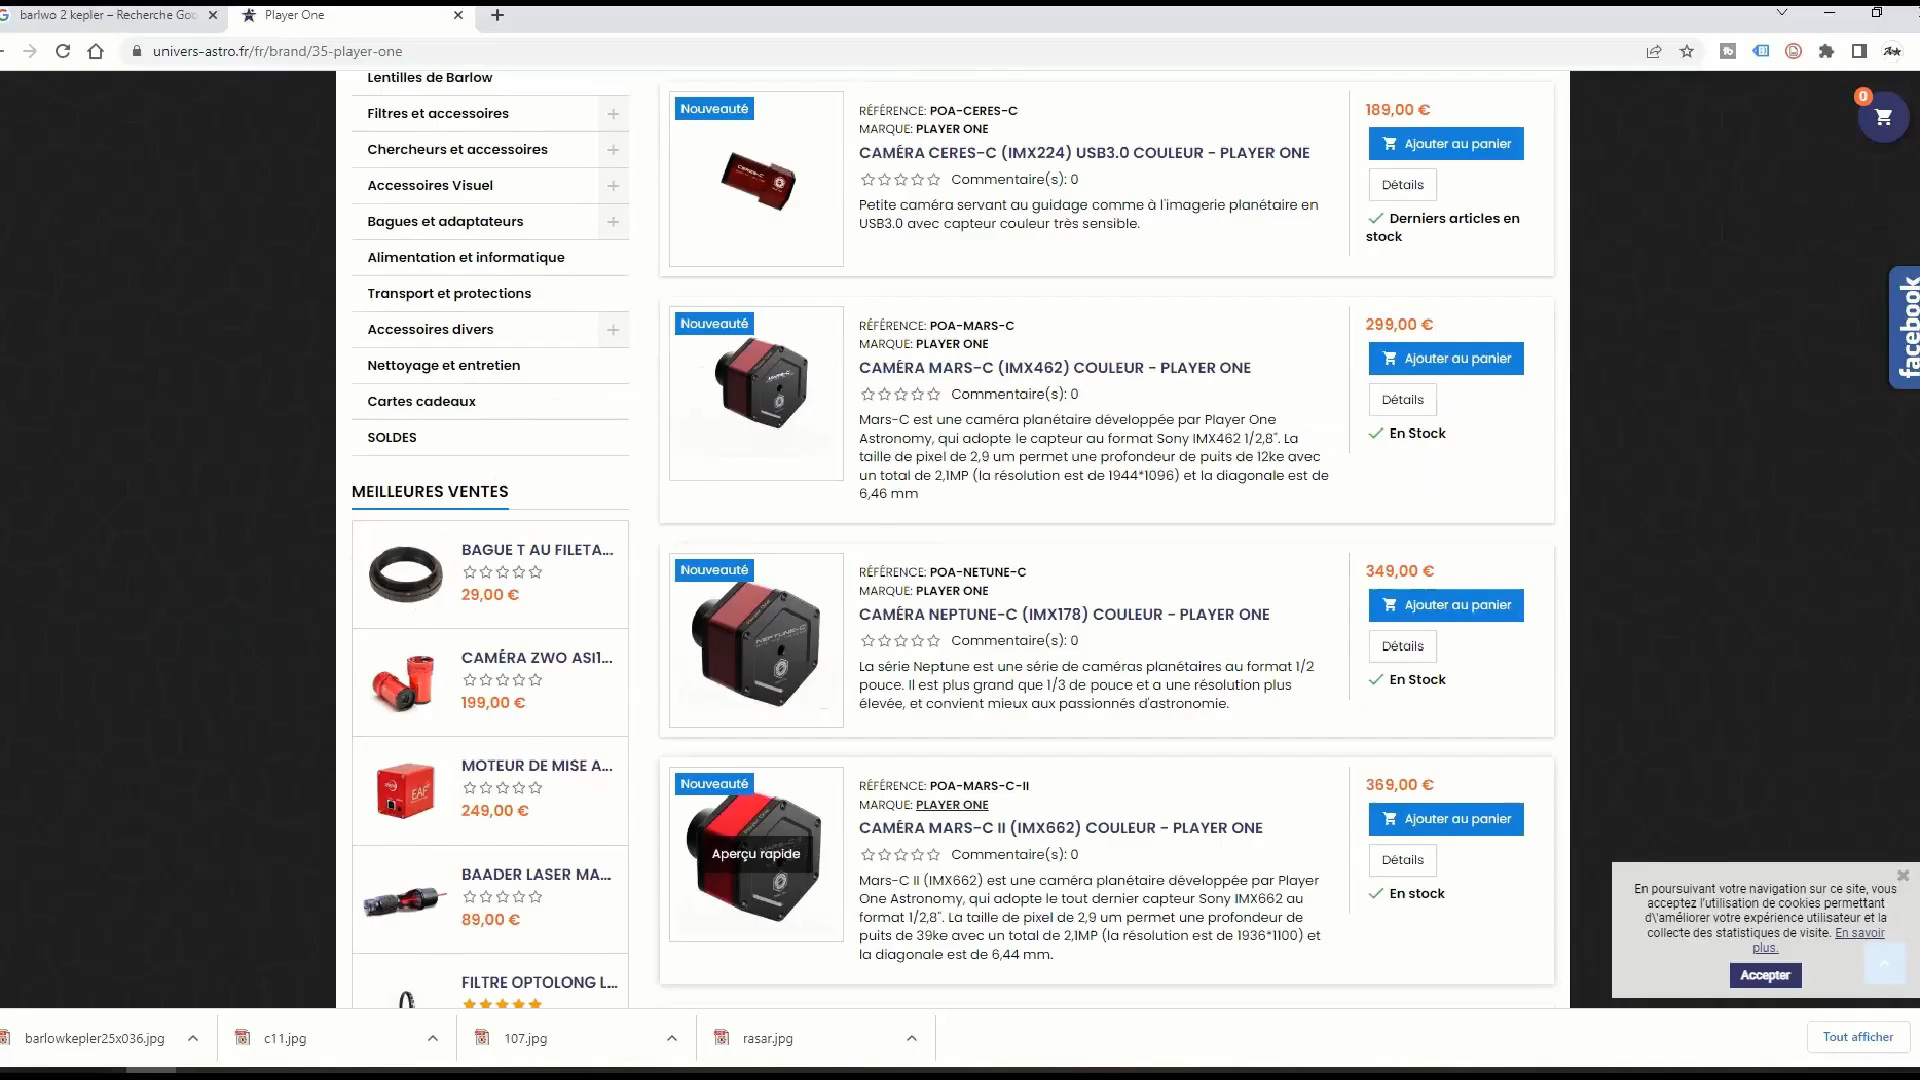 barlwo 2 kepler – Recherche Goo
Player One
univers-astro.fr/fr/brand/35-player-one
Lentilles de Barlow
Filtres et accessoires
Chercheurs et accessoires
Accessoires Visuel
Bagues et adaptateurs
Alimentation et informatique
Transport et protections
Accessoires divers
Nettoyage et entretien
Cartes cadeaux
SOLDES
MEILLEURES VENTES
BAGUE T AU FILETA...
29,00 €
CAMÉRA ZWO ASI1...
199,00 €
MOTEUR DE MISE A...
249,00 €
BAADER LASER MA...
89,00 €
FILTRE OPTOLONG L...
Nouveauté
CERES-C
RÉFÉRENCE: POA-CERES-C
MARQUE: PLAYER ONE
CAMÉRA CERES-C (IMX224) USB3.0 COULEUR - PLAYER ONE
Commentaire(s): 0
Petite caméra servant au guidage comme à l'imagerie planétaire en
USB3.0 avec capteur couleur très sensible.
189,00 €
Ajouter au panier
Détails
Derniers articles en
stock
Nouveauté
RÉFÉRENCE: POA-MARS-C
MARQUE: PLAYER ONE
CAMÉRA MARS-C (IMX462) COULEUR - PLAYER ONE
Commentaire(s): 0
Mars-C est une caméra planétaire développée par Player One
Astronomy, qui adopte le capteur au format Sony IMX462 1/2,8". La
taille de pixel de 2,9 um permet une profondeur de puits de 12ke avec
un total de 2,1MP (la résolution est de 1944*1096) et la diagonale est de
6,46 mm
299,00 €
Ajouter au panier
Détails
En Stock
Nouveauté
NEPTUNE-C
RÉFÉRENCE: POA-NETUNE-C
MARQUE: PLAYER ONE
CAMÉRA NEPTUNE-C (IMX178) COULEUR - PLAYER ONE
Commentaire(s): 0
La série Neptune est une série de caméras planétaires au format 1/2
pouce. Il est plus grand que 1/3 de pouce et a une résolution plus
élevée, et convient mieux aux passionnés d'astronomie.
349,00 €
Ajouter au panier
Détails
En Stock
Nouveauté
Aperçu rapide
RÉFÉRENCE: POA-MARS-C-II
MARQUE: PLAYER ONE
CAMÉRA MARS-C II (IMX662) COULEUR – PLAYER ONE
Commentaire(s): 0
Mars-C II (IMX662) est une caméra planétaire développée par Player
One Astronomy, qui adopte le tout dernier capteur Sony IMX662 au
format 1/2,8". La taille de pixel de 2,9 um permet une profondeur de
puits de 39ke avec un total de 2,1MP (la résolution est de 1936*1100) et
la diagonale est de 6,44 mm.
369,00 €
Ajouter au panier
Détails
En stock
0
facebook
En poursuivant votre navigation sur ce site, vous
acceptez l'utilisation de cookies permettant
d\'améliorer votre expérience utilisateur et la
collecte des statistiques de visite. En savoir
plus.
Accepter
EAF
barlowkepler25x036.jpg
c11.jpg
107.jpg
rasar.jpg
Tout afficher